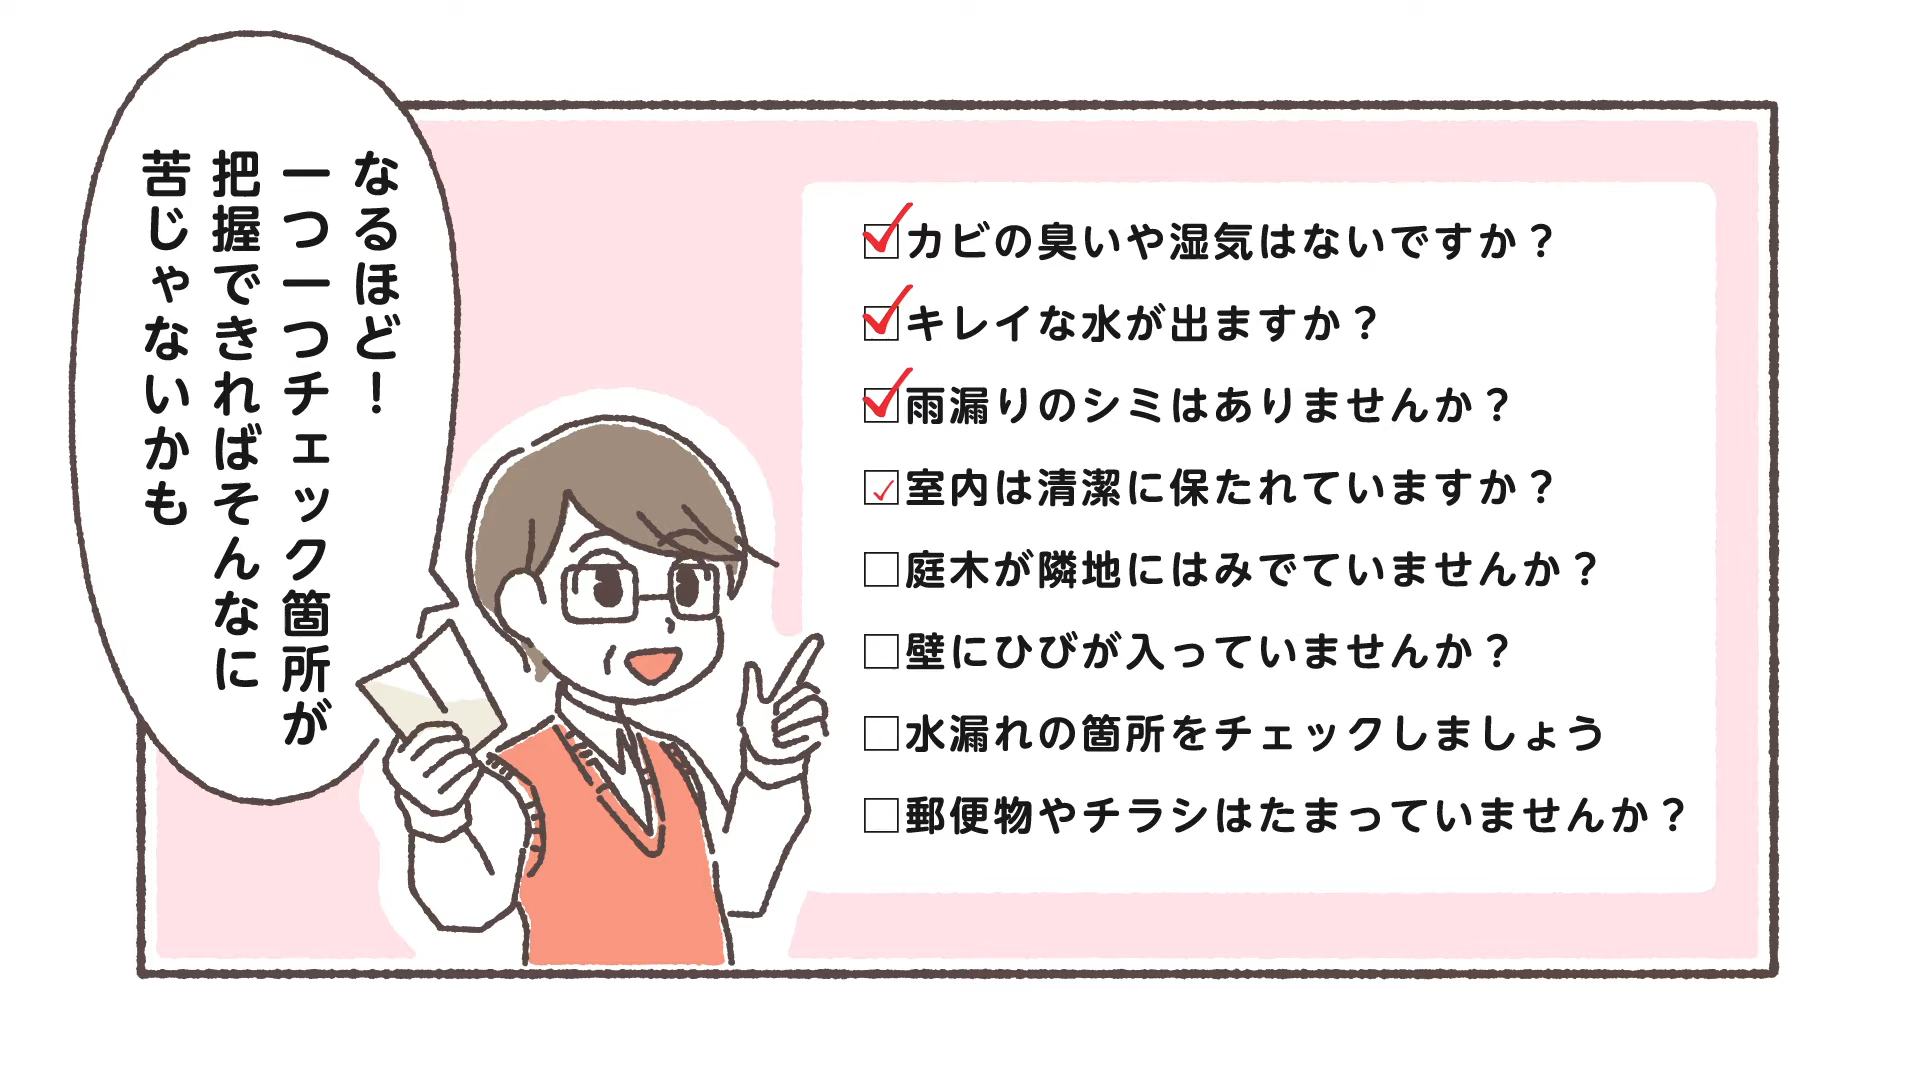 なるほど！
一つ一つチェック箇所が
把握できればそんなに
苦じゃないかも
カビの臭いや湿気はないですか？
キレイな水が出ますか？
雨漏りのシミはありませんか？
室内は清潔に保たれていますか？
庭木が隣地にはみでていませんか？
壁にひびが入っていませんか？
水漏れの箇所をチェックしましょう
郵便物やチラシはたまっていませんか？